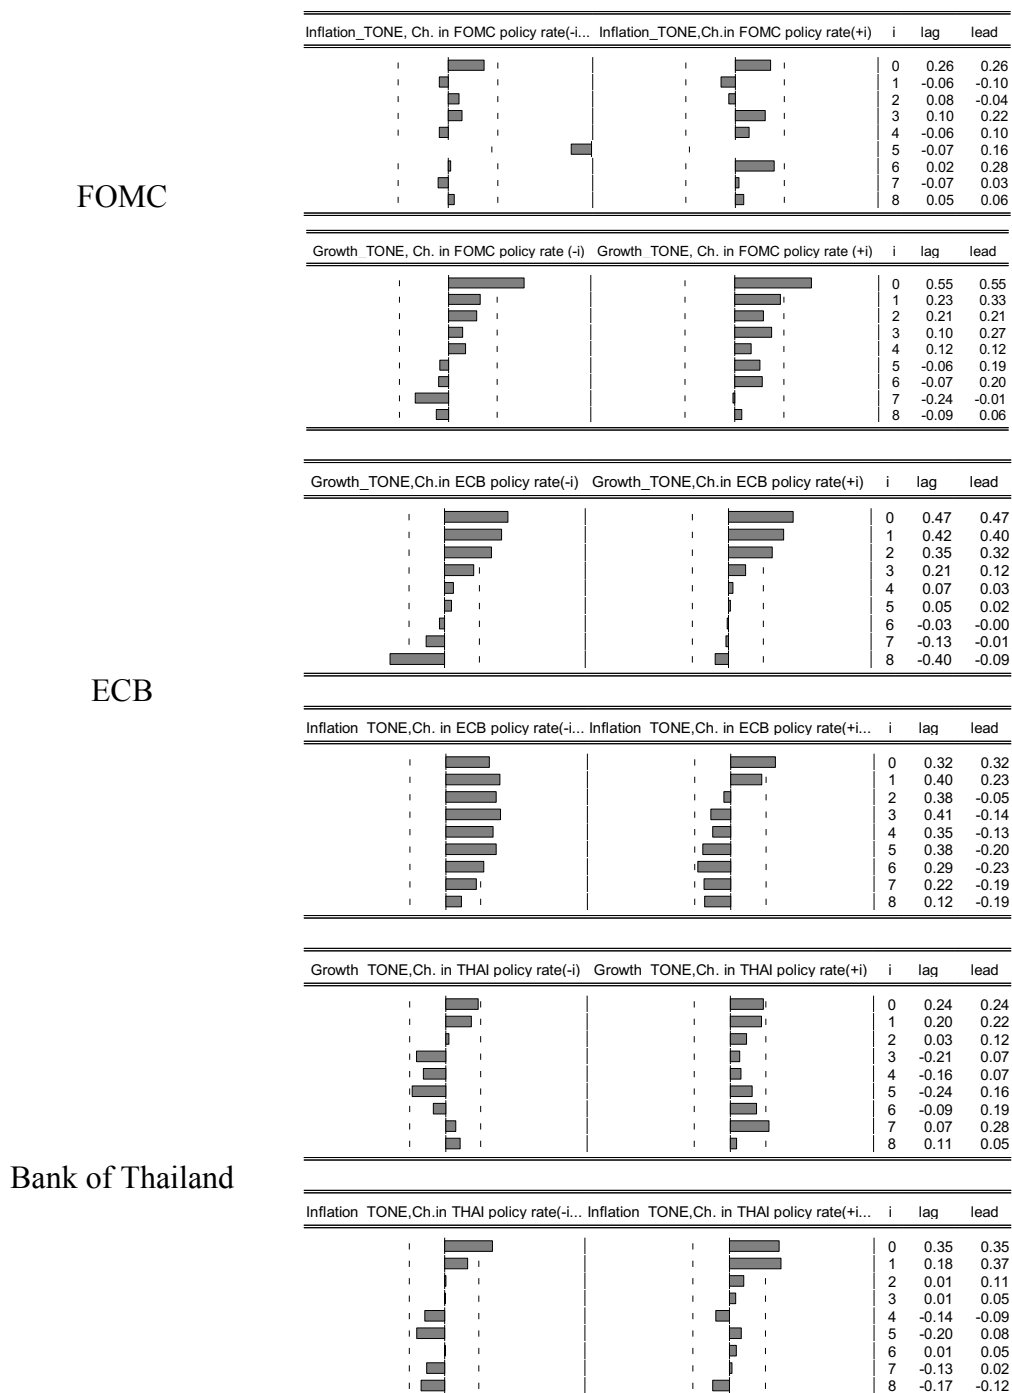 Inflation_TONE, Ch. in FOMC policy rate(-i... Inflation_TONE,Ch.in FOMC policy rate(+i) i lag lead
0 0.26 0.26
1 -0.06 -0.10
2 0.08 -0.04
3 0.10 0.22
4 -0.06 0.10
5 -0.07 0.16
6 0.02 0.28
7 -0.07 0.03
8 0.05 0.06
FOMC
Growth_TONE, Ch. in FOMC policy rate (-i) Growth_TONE, Ch. in FOMC policy rate (+i) i lag lead
0 0.55 0.55
1 0.23 0.33
2 0.21 0.21
3 0.10 0.27
4 0.12 0.12
5 -0.06 0.19
6 -0.07 0.20
7 -0.24 -0.01
8 -0.09 0.06
Growth_TONE,Ch.in ECB policy rate(-i) Growth_TONE,Ch.in ECB policy rate(+i) i lag lead
0 0.47 0.47
1 0.42 0.40
2 0.35 0.32
3 0.21 0.12
4 0.07 0.03
5 0.05 0.02
6 -0.03 -0.00
7 -0.13 -0.01
8 -0.40 -0.09
ECB
Inflation_TONE,Ch. in ECB policy rate(-i... Inflation_TONE,Ch. in ECB policy rate(+i... i lag lead
0 0.32 0.32
1 0.40 0.23
2 0.38 -0.05
3 0.41 -0.14
4 0.35 -0.13
5 0.38 -0.20
6 0.29 -0.23
7 0.22 -0.19
8 0.12 -0.19
Growth_TONE,Ch. in THAI policy rate(-i) Growth_TONE,Ch. in THAI policy rate(+i) i lag lead
0 0.24 0.24
1 0.20 0.22
2 0.03 0.12
3 -0.21 0.07
4 -0.16 0.07
5 -0.24 0.16
6 -0.09 0.19
7 0.07 0.28
8 0.11 0.05
Bank of Thailand
Inflation_TONE,Ch.in THAI policy rate(-i... Inflation_TONE,Ch. in THAI policy rate(+i... i lag lead
0 0.35 0.35
1 0.18 0.37
2 0.01 0.11
3 0.01 0.05
4 -0.14 -0.09
5 -0.20 0.08
6 0.01 0.05
7 -0.13 0.02
8 -0.17 -0.12